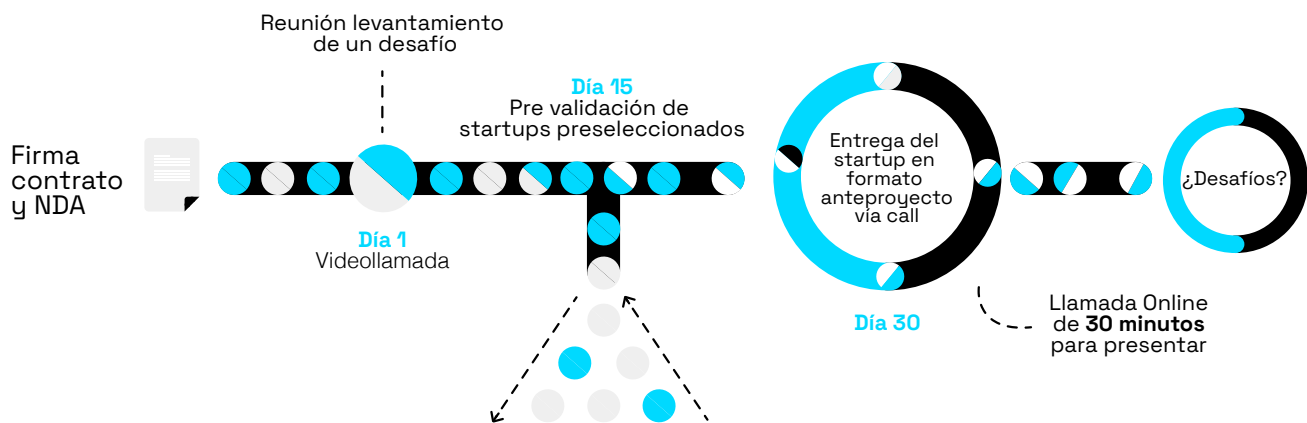 Firma
contrato
y NDA
Reunión levantamiento
de un desafío
Día 1
Videollamada
Día 15
Pre validación de
startups preseleccionados
Entrega del
startup en
formato
anteproyecto
vía call
Día 30
Llamada Online
de 30 minutos
para presentar
¿Desafíos?